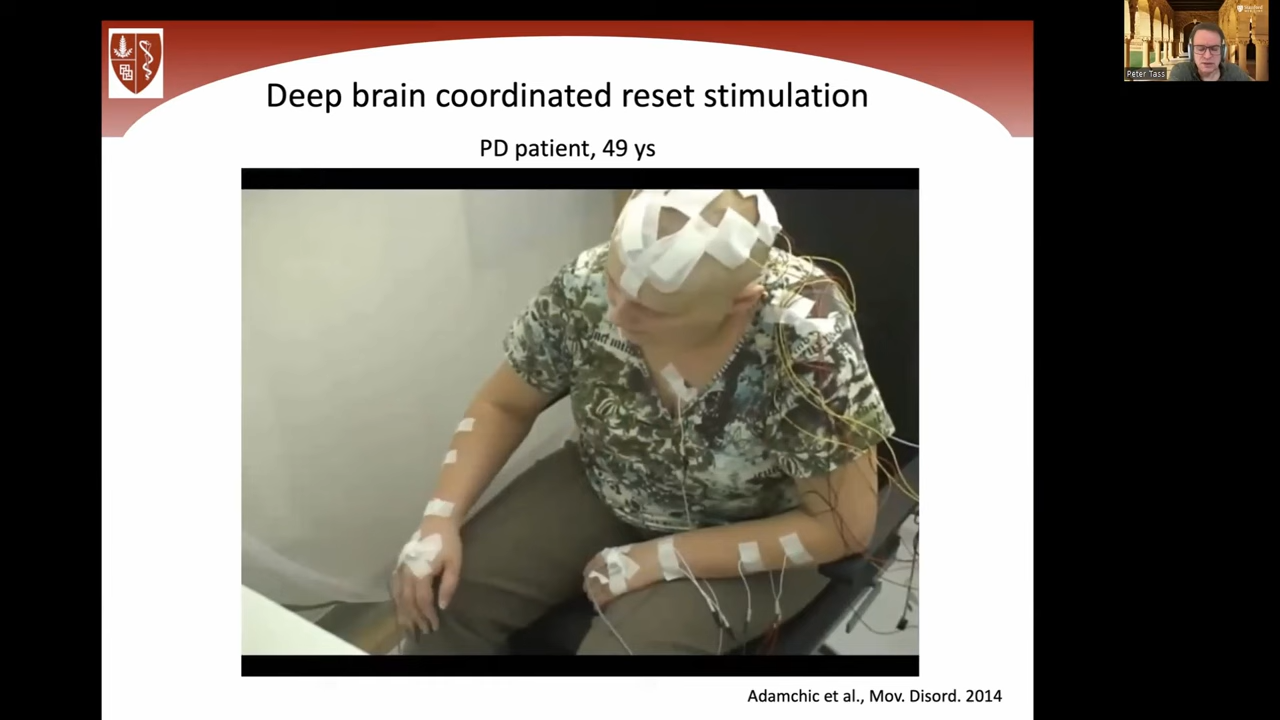 Deep brain coordinated reset stimulation
PD patient, 49 ys
Adamchic et al., Mov. Disord. 2014
Peter Tass